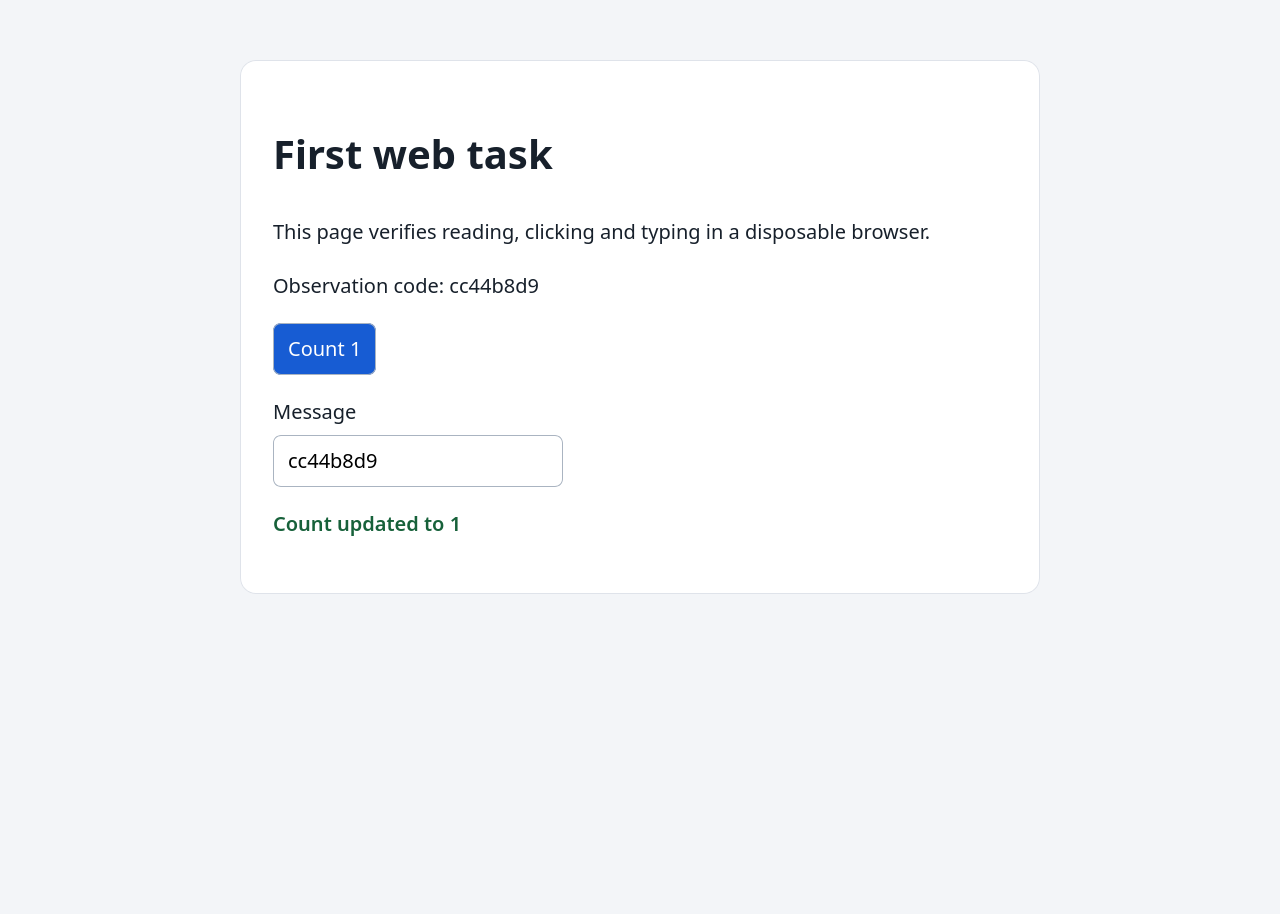 First web task
This page verifies reading, clicking and typing in a disposable browser.
Observation code: cc44b8d9
Count 1
Message
cc44b8d9
Count updated to 1